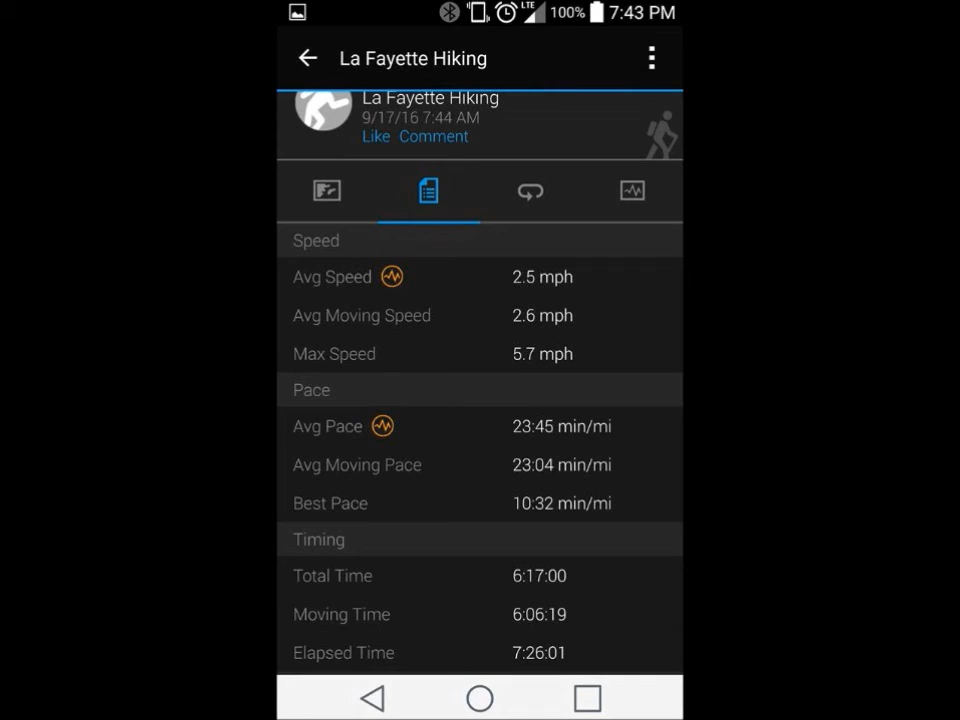 LTE 100% 7:43 PM
La Fayette Hiking
La Fayette Hiking
9/17/16 7:44 AM
Like Comment
Speed
Avg Speed 2.5 mph
Avg Moving Speed 2.6 mph
Max Speed 5.7 mph
Pace
Avg Pace 23:45 min/mi
Avg Moving Pace 23:04 min/mi
Best Pace 10:32 min/mi
Timing
Total Time 6:17:00
Moving Time 6:06:19
Elapsed Time 7:26:01